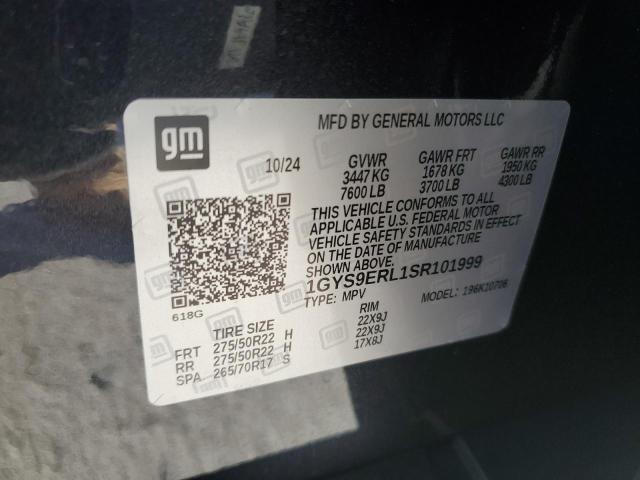 gm
MFD BY GENERAL MOTORS LLC
10/24 GVWR GAWR FRT GAWR RR
3447 KG 1678 KG 1950 KG
7600 LB 3700 LB 4300 LB
THIS VEHICLE CONFORMS TO ALL
APPLICABLE U.S. FEDERAL MOTOR
VEHICLE SAFETY STANDARDS IN EFFECT
ON THE DATE OF MANUFACTURE
SHOWN ABOVE.
1GYS9ERL1SR101999
TYPE: MPV MODEL: 196K10706
618G
TIRE SIZE RIM
FRT 275/50R22 H 22X9J
RR 275/50R22 H 22X9J
SPA 265/70R17 S 17X8J